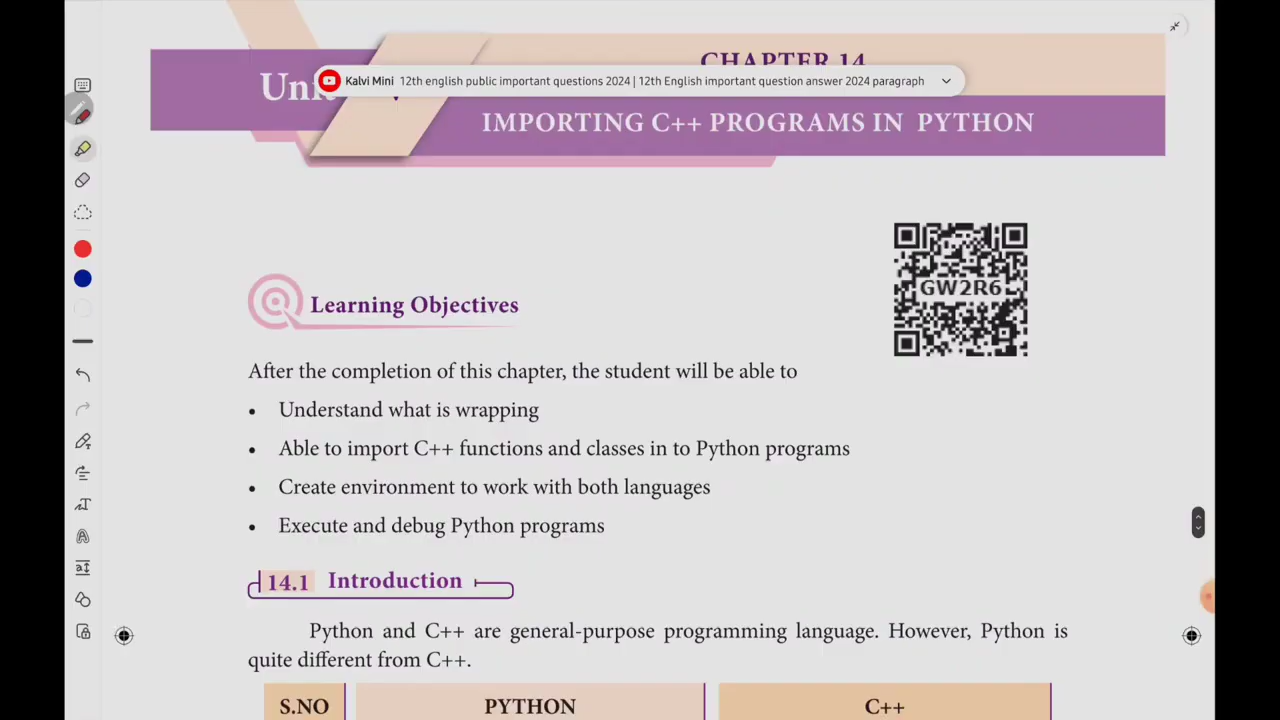 CHAPTER 14
Kalvi Mini 12th english public important questions 2024 | 12th English important question answer 2024 paragraph
IMPORTING C++ PROGRAMS IN PYTHON
GW2R6
Learning Objectives
After the completion of this chapter, the student will be able to
• Understand what is wrapping
• Able to import C++ functions and classes in to Python programs
• Create environment to work with both languages
• Execute and debug Python programs
14.1 Introduction
Python and C++ are general-purpose programming language. However, Python is
quite different from C++.
S.NO PYTHON C++